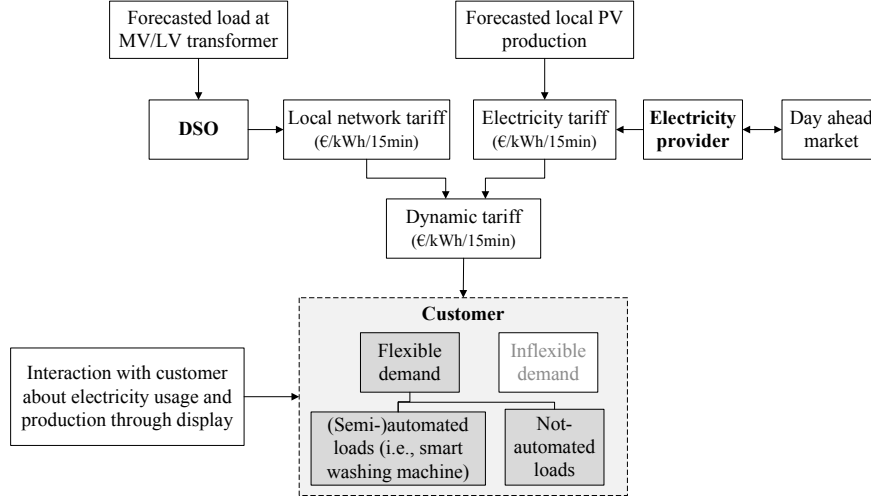 Forecasted load at
MV/LV transformer
Forecasted local PV
production
DSO
Local network tariff
(€/kWh/15min)
Electricity tariff
(€/kWh/15min)
Electricity
provider
Day ahead
market
Dynamic tariff
(€/kWh/15min)
Customer
Flexible
demand
Inflexible
demand
Interaction with customer
about electricity usage and
production through display
(Semi-)automated
loads (i.e., smart
washing machine)
Not-
automated
loads